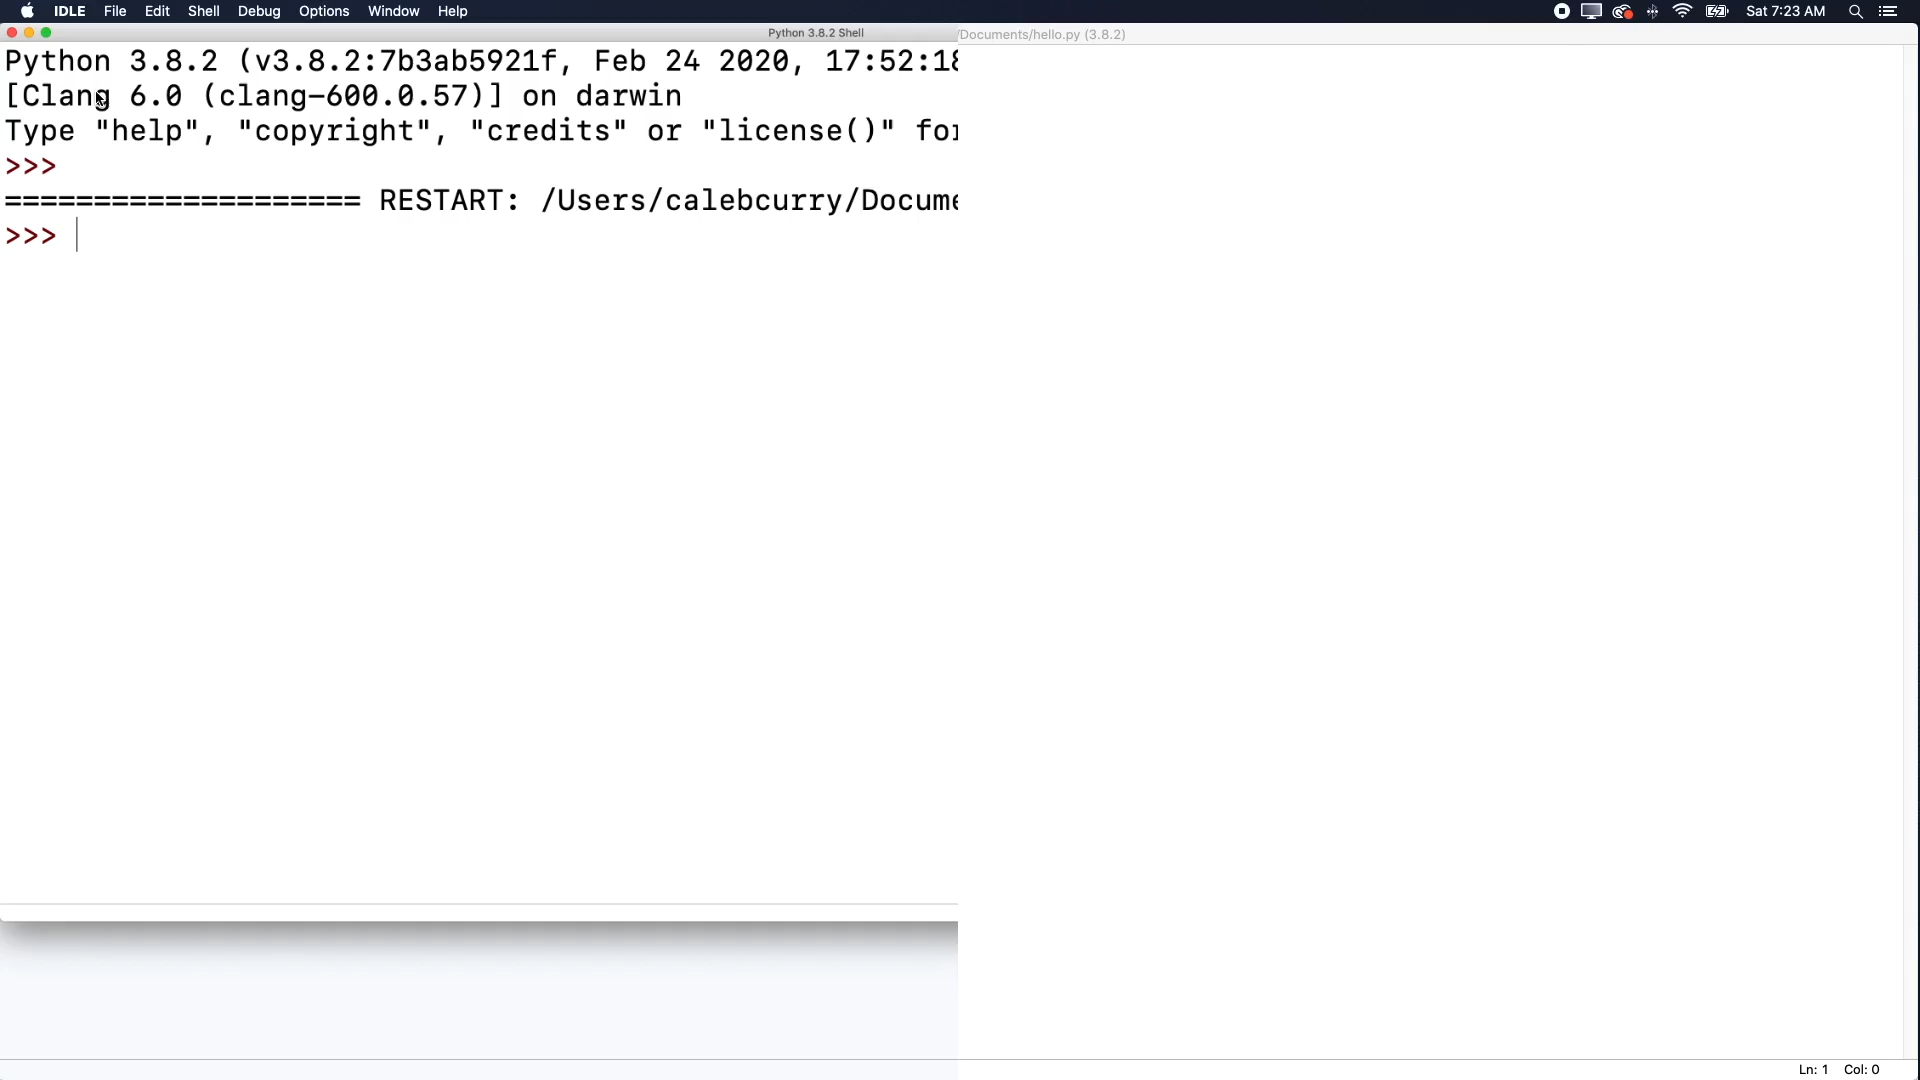 IDLE File Edit Shell Debug Options Window Help Sat 7:23 AM
Python 3.8.2 Shell
/Documents/hello.py (3.8.2)
Python 3.8.2 (v3.8.2:7b3ab5921f, Feb 24 2020, 17:52:18
[Clang 6.0 (clang-600.0.57)] on darwin
Type "help", "copyright", "credits" or "license()" for
>>>
==================== RESTART: /Users/calebcurry/Docume
>>>
Ln: 1 Col: 0